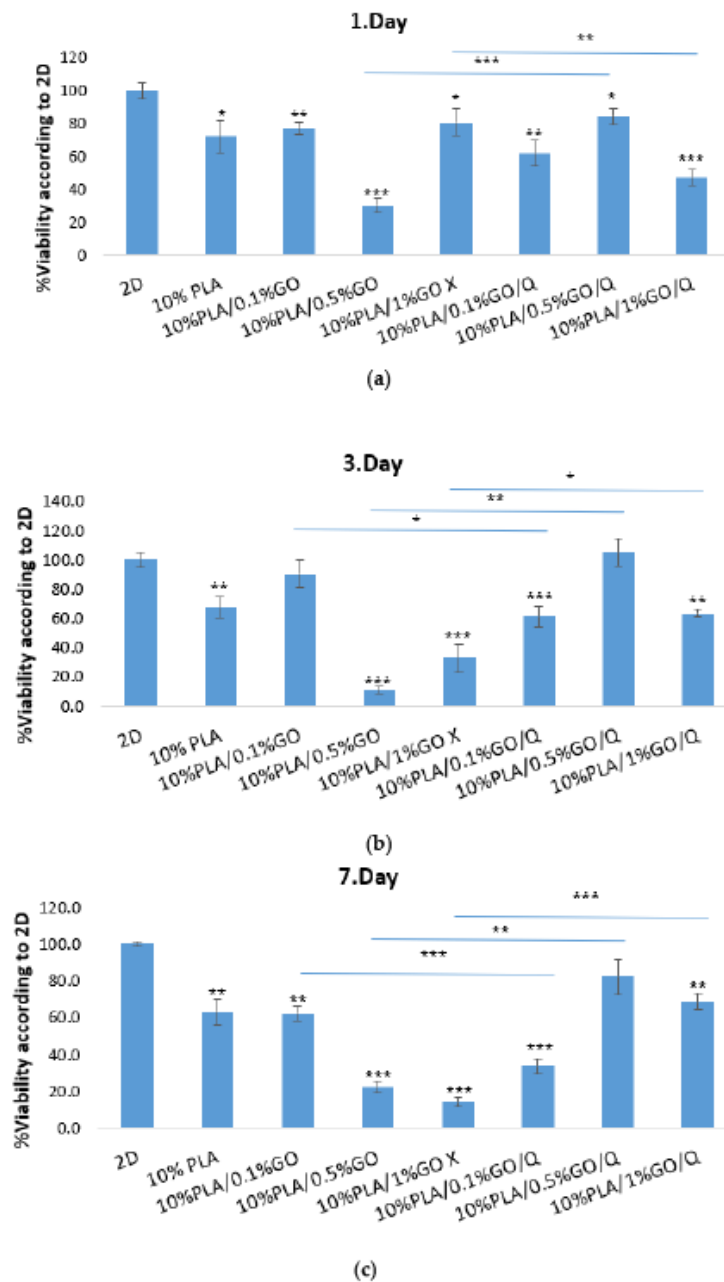 1.Day
**
***
120
100
80
60
40
20
0
%Viability according to 2D
*
**
***
*
**
*
***
2D
10% PLA
10%PLA/0.1%GO
10%PLA/0.5%GO
10%PLA/1%GO X
10%PLA/0.1%GO/Q
10%PLA/0.5%GO/Q
10%PLA/1%GO/Q
(a)
3.Day
*
**
*
140.0
120.0
100.0
80.0
60.0
40.0
20.0
0.0
%Viability according to 2D
**
***
***
***
**
2D
10% PLA
10%PLA/0.1%GO
10%PLA/0.5%GO
10%PLA/1%GO X
10%PLA/0.1%GO/Q
10%PLA/0.5%GO/Q
10%PLA/1%GO/Q
(b)
7.Day
***
**
***
120.0
100.0
80.0
60.0
40.0
20.0
0.0
%Viability according to 2D
**
**
***
***
***
**
2D
10% PLA
10%PLA/0.1%GO
10%PLA/0.5%GO
10%PLA/1%GO X
10%PLA/0.1%GO/Q
10%PLA/0.5%GO/Q
10%PLA/1%GO/Q
(c)